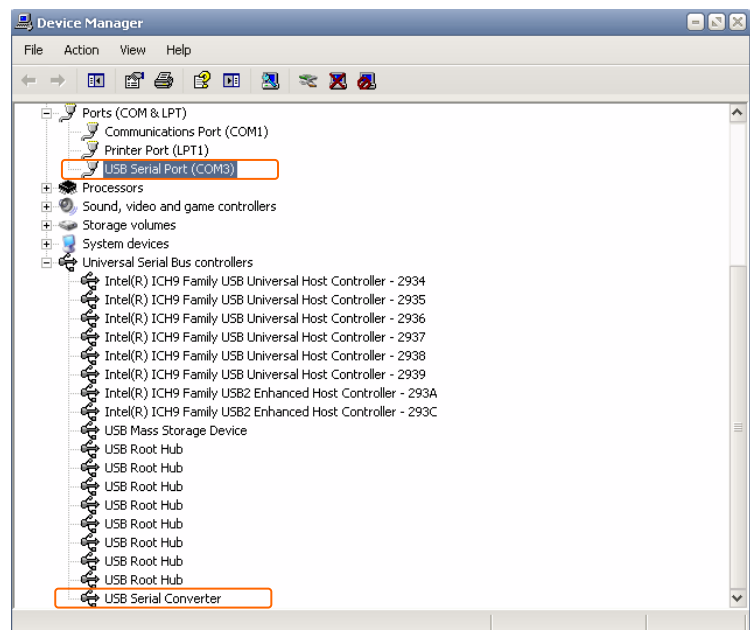 Device Manager
File Action View Help
Ports (COM & LPT)
Communications Port (COM1)
Printer Port (LPT1)
USB Serial Port (COM3)
Processors
Sound, video and game controllers
Storage volumes
System devices
Universal Serial Bus controllers
Intel(R) ICH9 Family USB Universal Host Controller - 2934
Intel(R) ICH9 Family USB Universal Host Controller - 2935
Intel(R) ICH9 Family USB Universal Host Controller - 2936
Intel(R) ICH9 Family USB Universal Host Controller - 2937
Intel(R) ICH9 Family USB Universal Host Controller - 2938
Intel(R) ICH9 Family USB Universal Host Controller - 2939
Intel(R) ICH9 Family USB2 Enhanced Host Controller - 293A
Intel(R) ICH9 Family USB2 Enhanced Host Controller - 293C
USB Mass Storage Device
USB Root Hub
USB Root Hub
USB Root Hub
USB Root Hub
USB Root Hub
USB Root Hub
USB Root Hub
USB Root Hub
USB Serial Converter